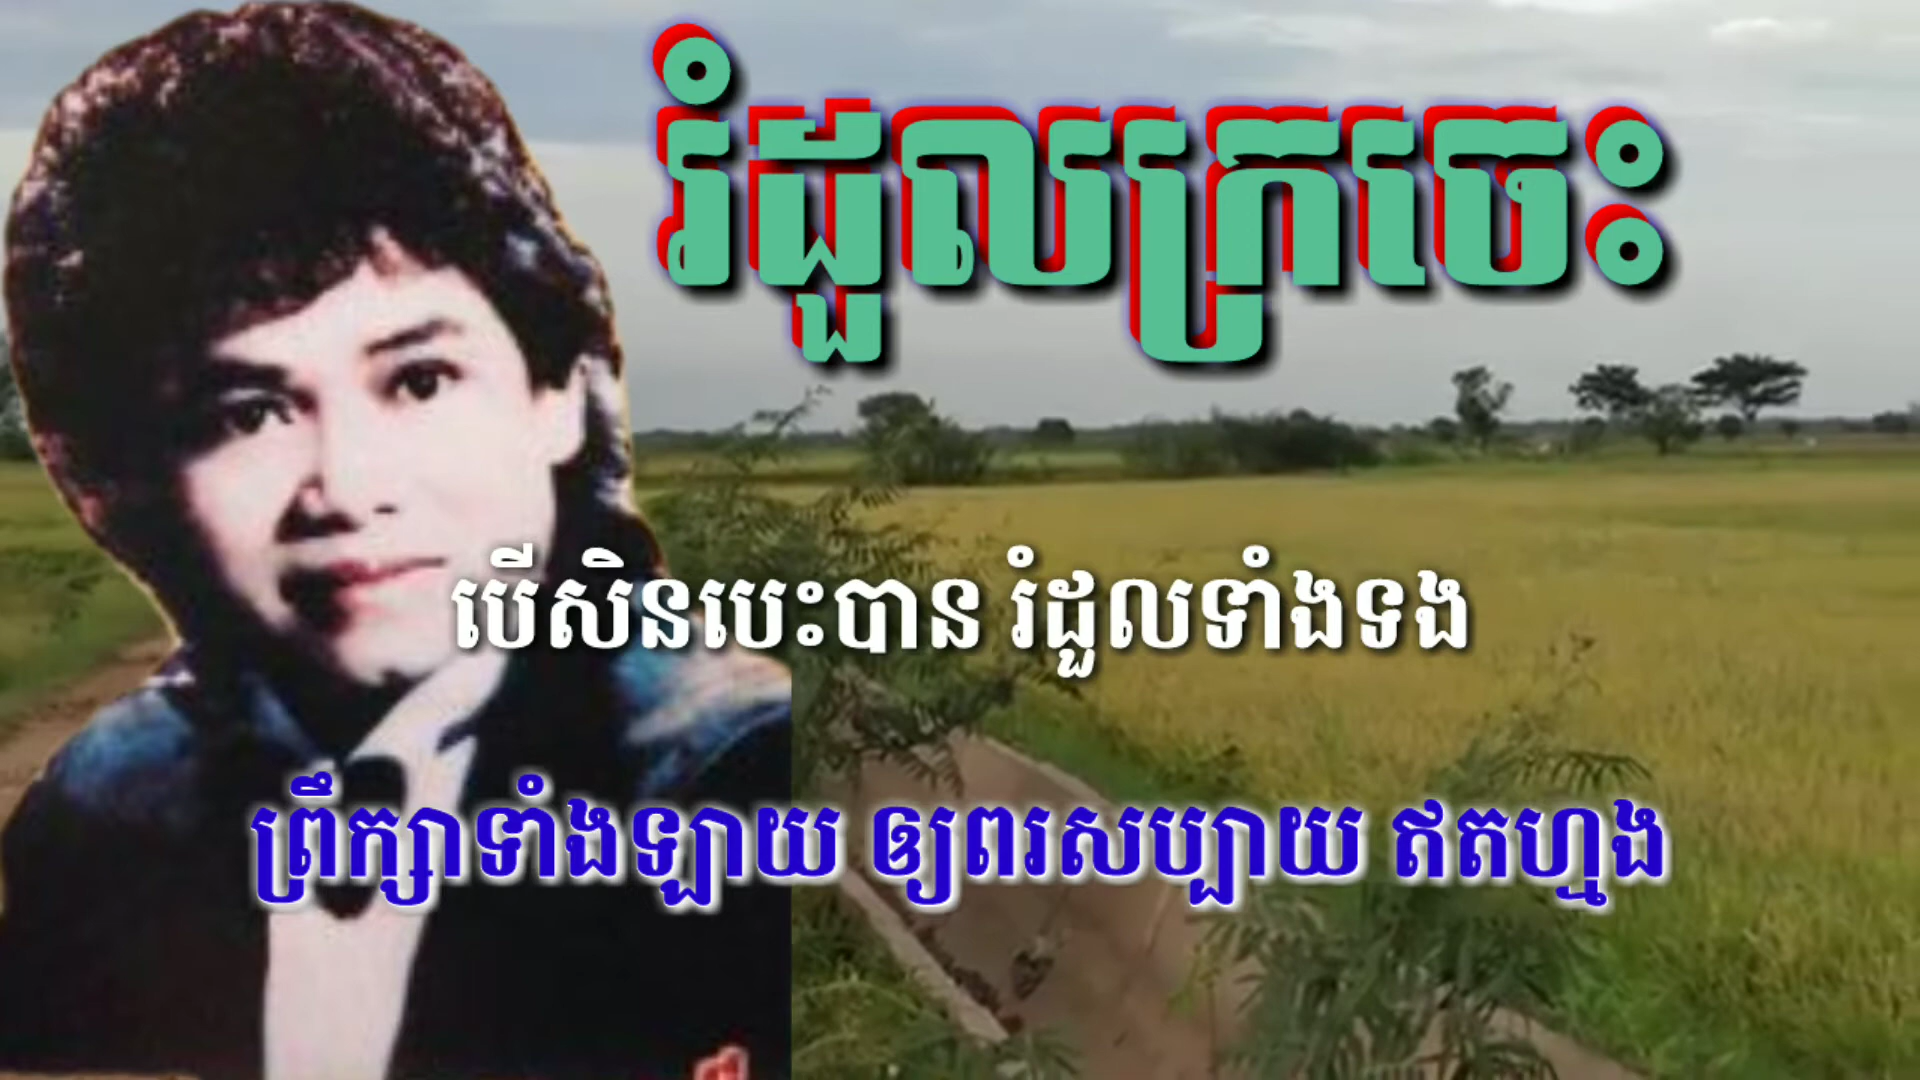 រំដួលក្រចេះ
បើសិនបេះបាន រំដួលទាំងទង
ព្រឹក្សាទាំងឡាយ ឲ្យពរសប្បាយ ឥតហ្មង